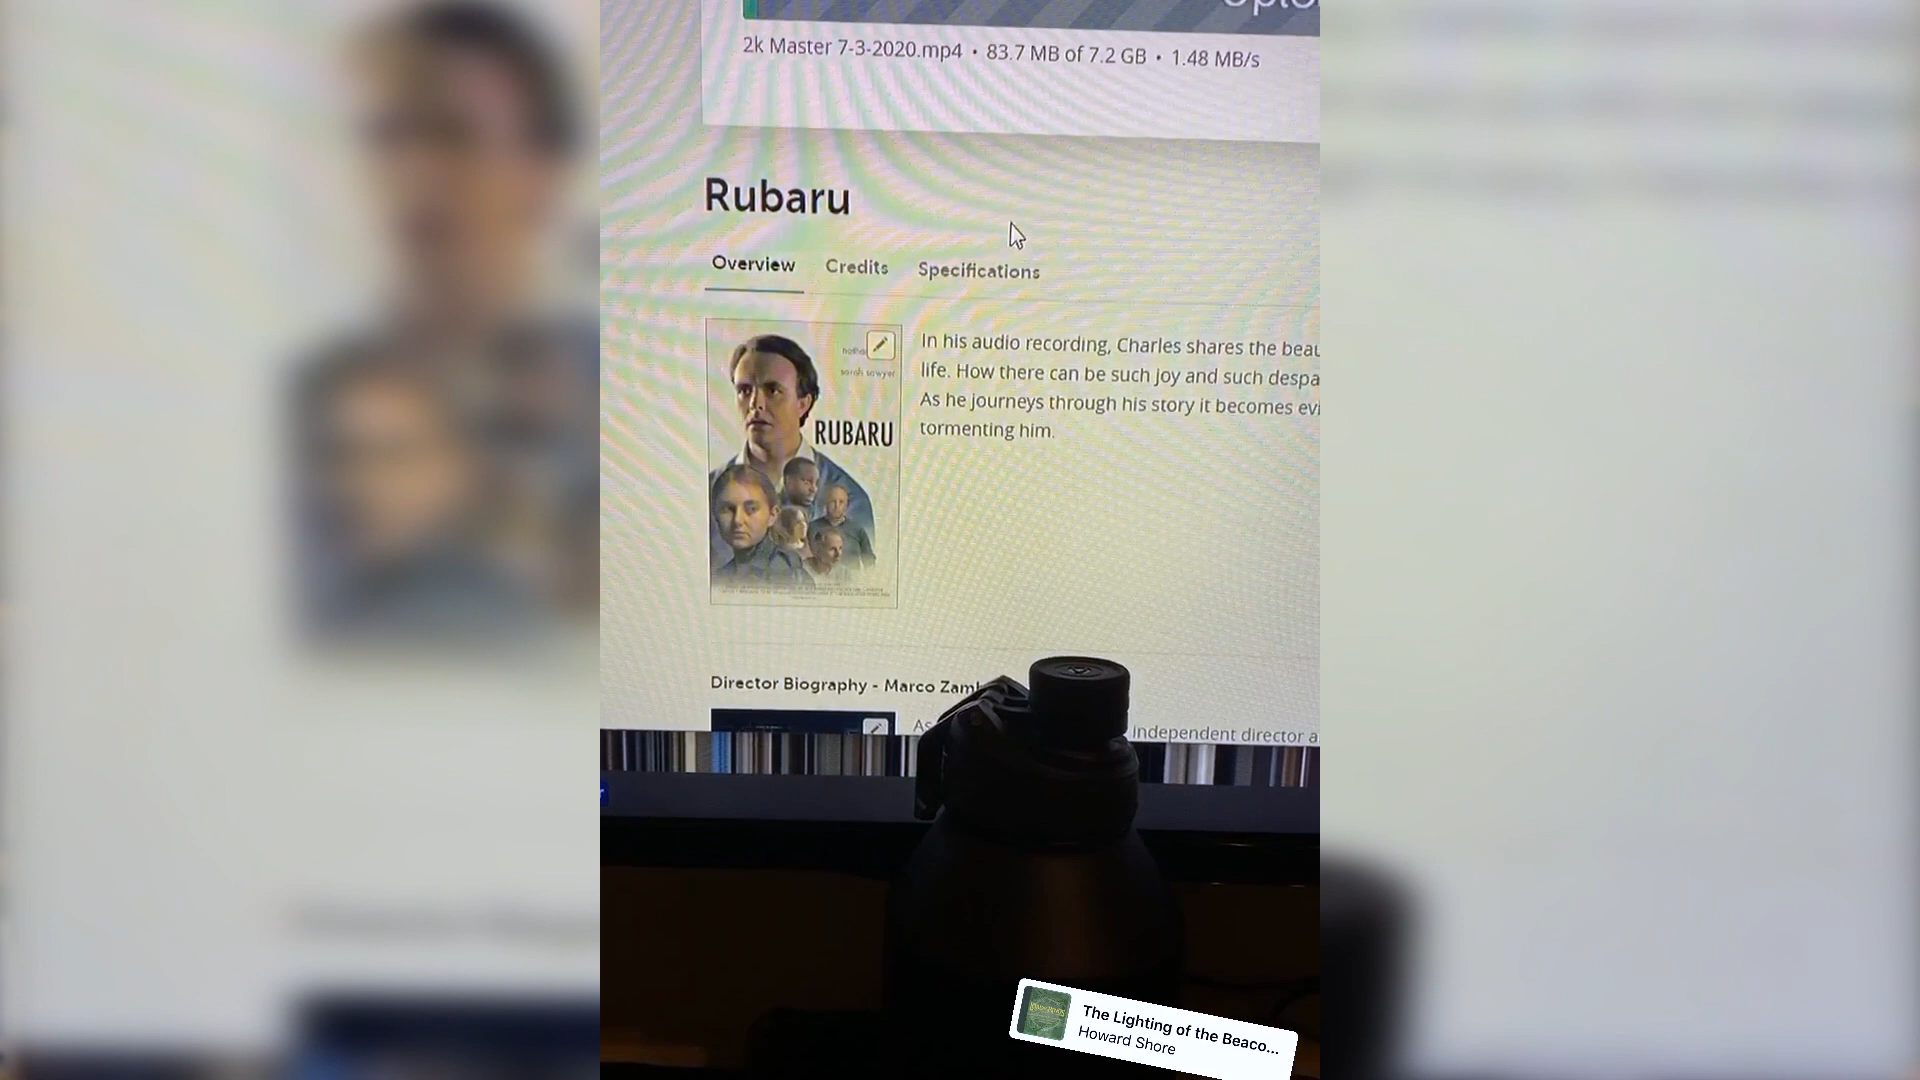 2k Master 7-3-2020.mp4 • 83.7 MB of 7.2 GB • 1.48 MB/s
Rubaru
Overview Credits Specifications
sarah sawyer
RUBARU
In his audio recording, Charles shares the beau
life. How there can be such joy and such despa
As he journeys through his story it becomes evi
tormenting him.
Director Biography - Marco Zam
As
independent director a
The Lighting of the Beaco...
Howard Shore